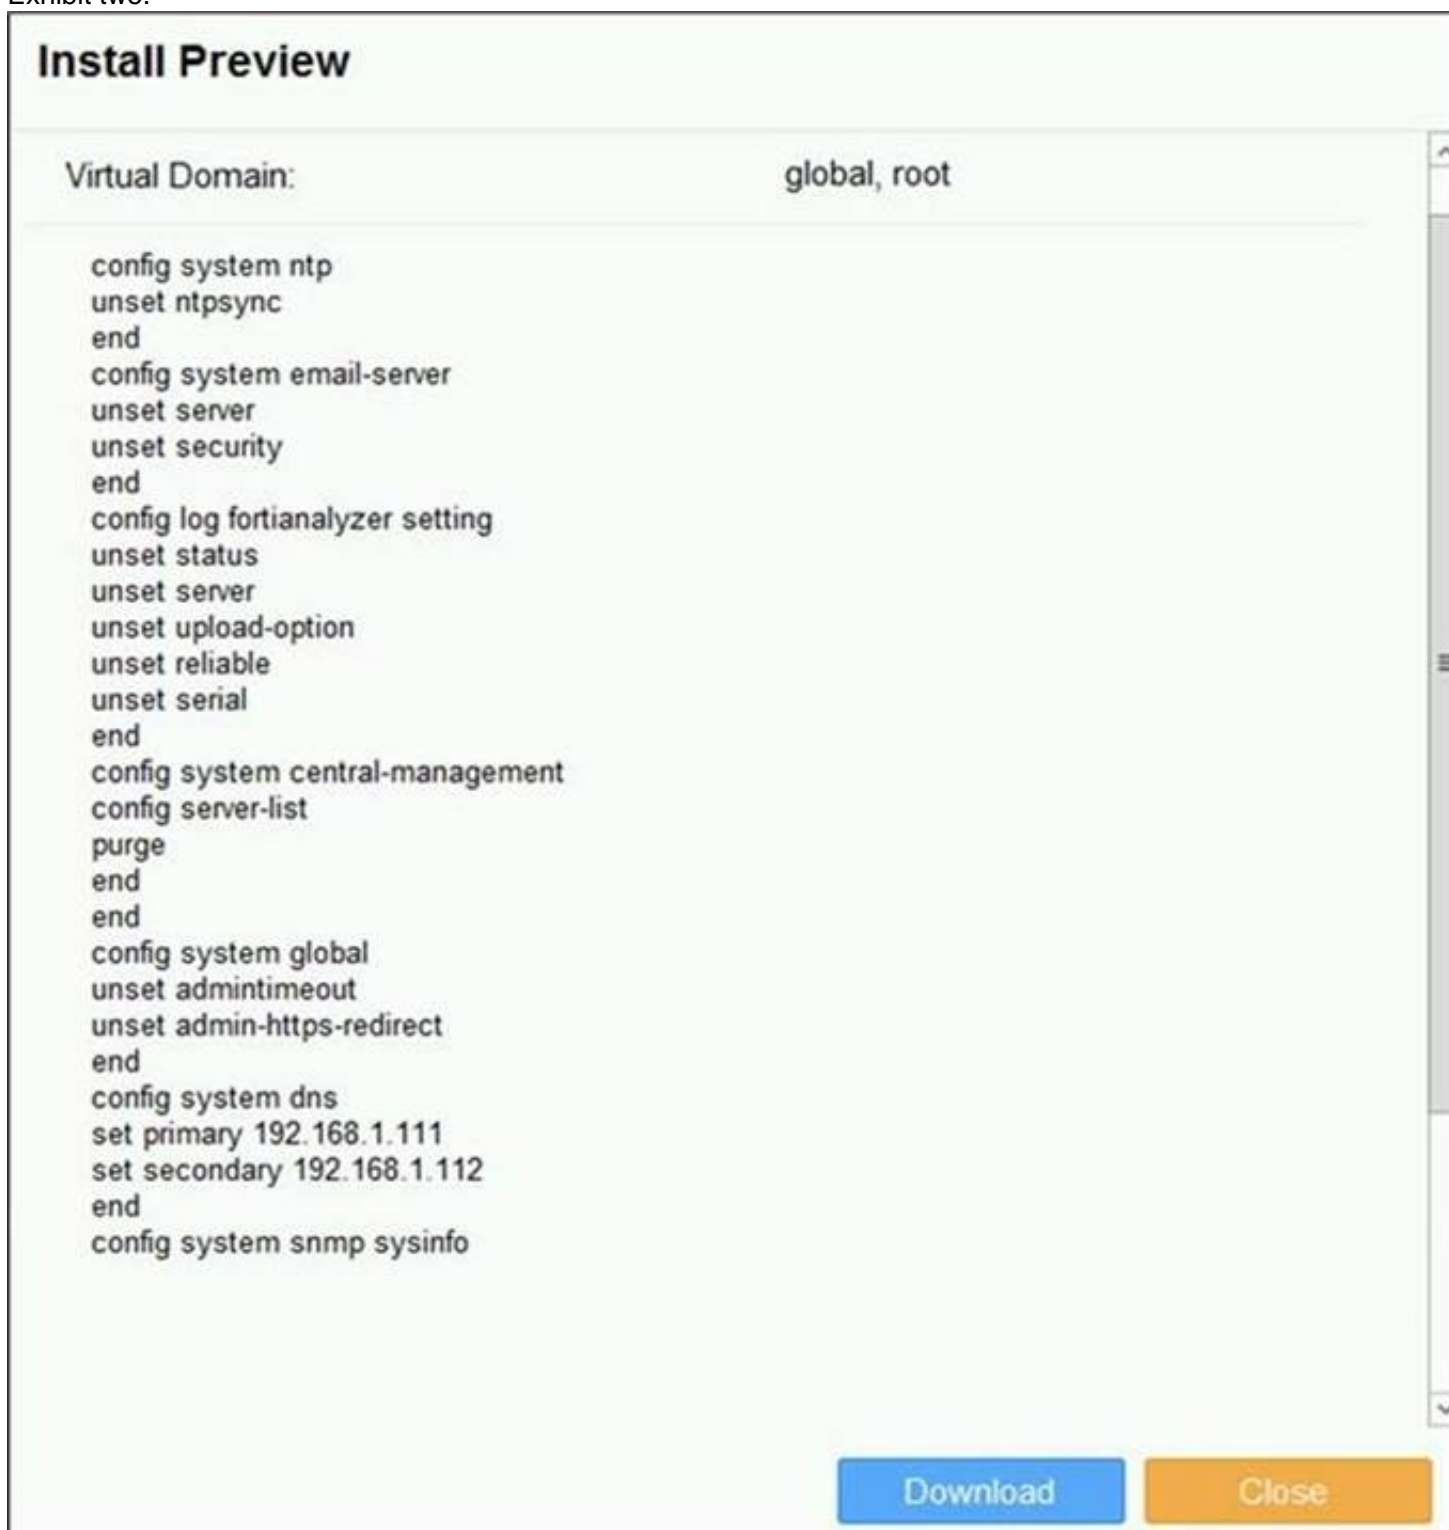 Exhibit two:
Install Preview
Virtual Domain: global, root
config system ntp
unset ntpsync
end
config system email-server
unset server
unset security
end
config log fortianalyzer setting
unset status
unset server
unset upload-option
unset reliable
unset serial
end
config system central-management
config server-list
purge
end
end
config system global
unset admintimeout
unset admin-https-redirect
end
config system dns
set primary 192.168.1.111
set secondary 192.168.1.112
end
config system snmp sysinfo
Download Close